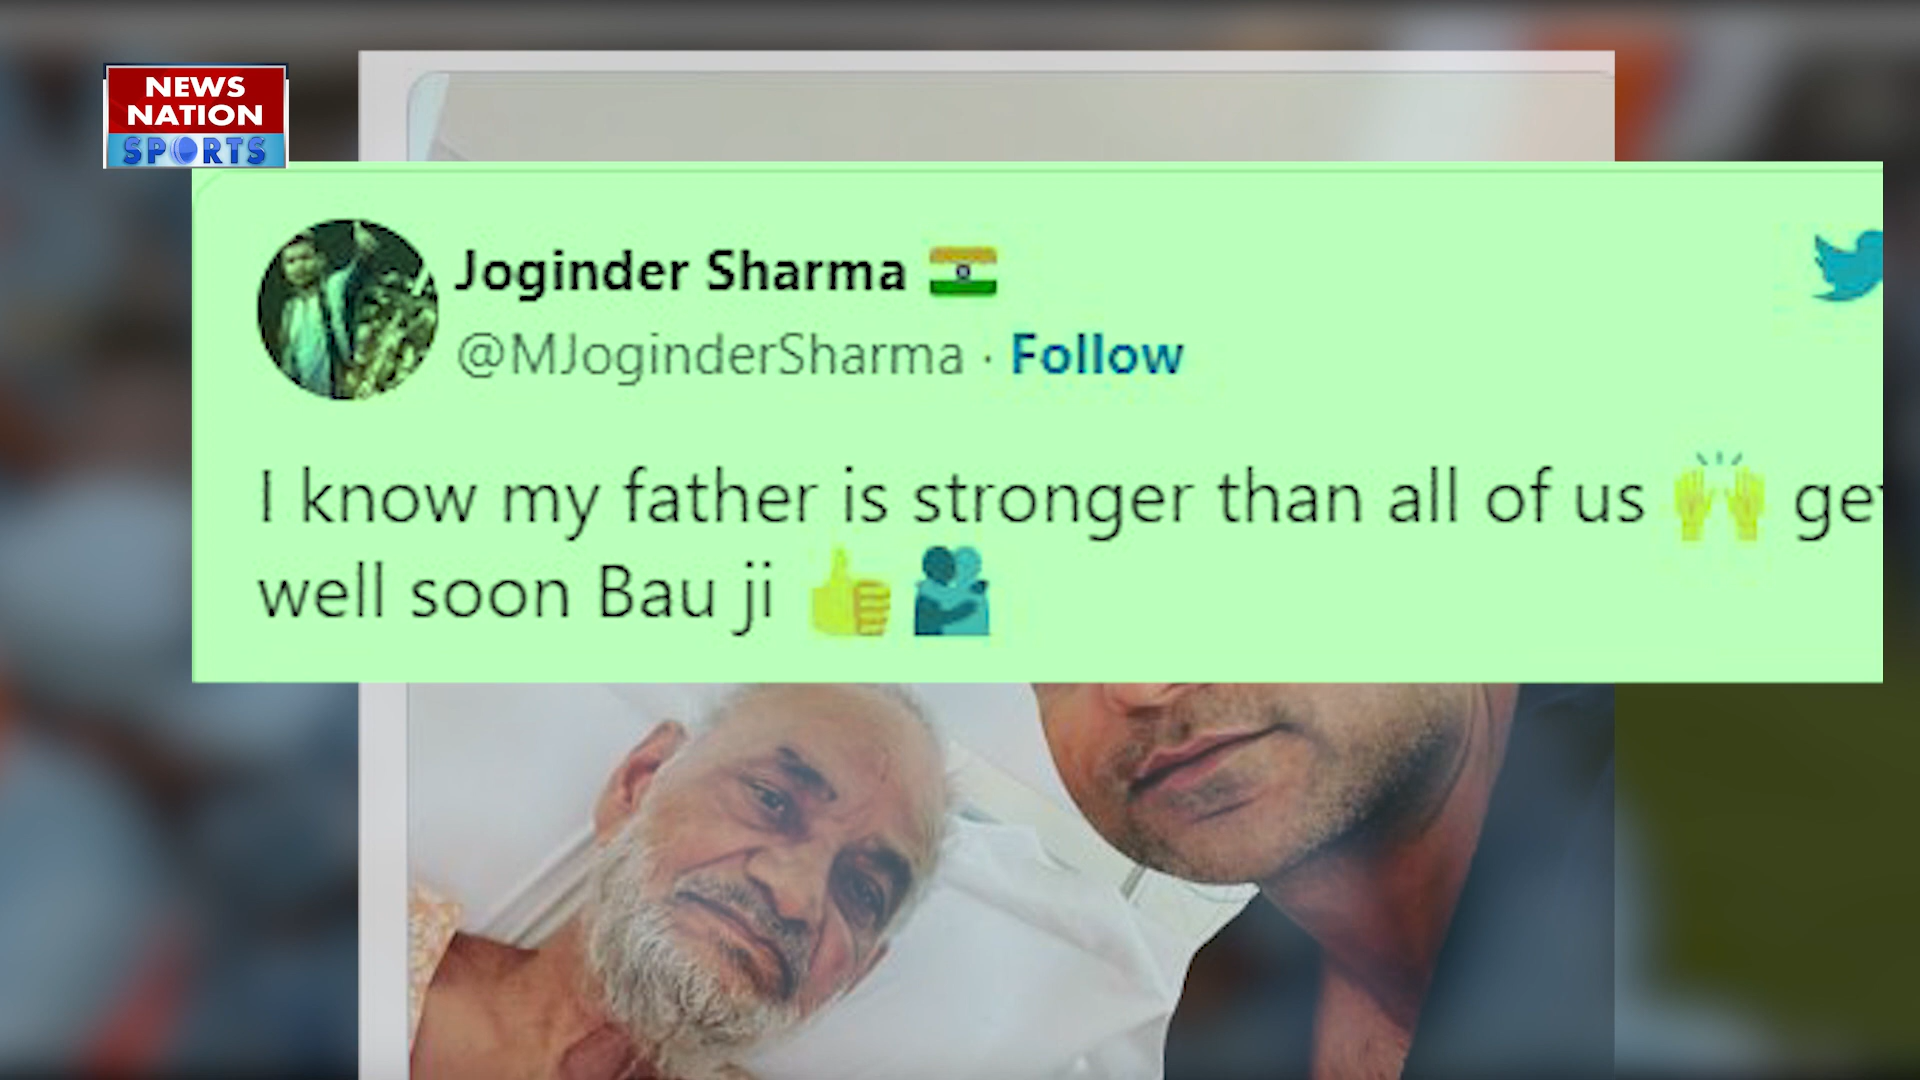 NEWS
NATION
SPORTS
Joginder Sharma
@MJoginderSharma · Follow
I know my father is stronger than all of us
well soon Bau ji